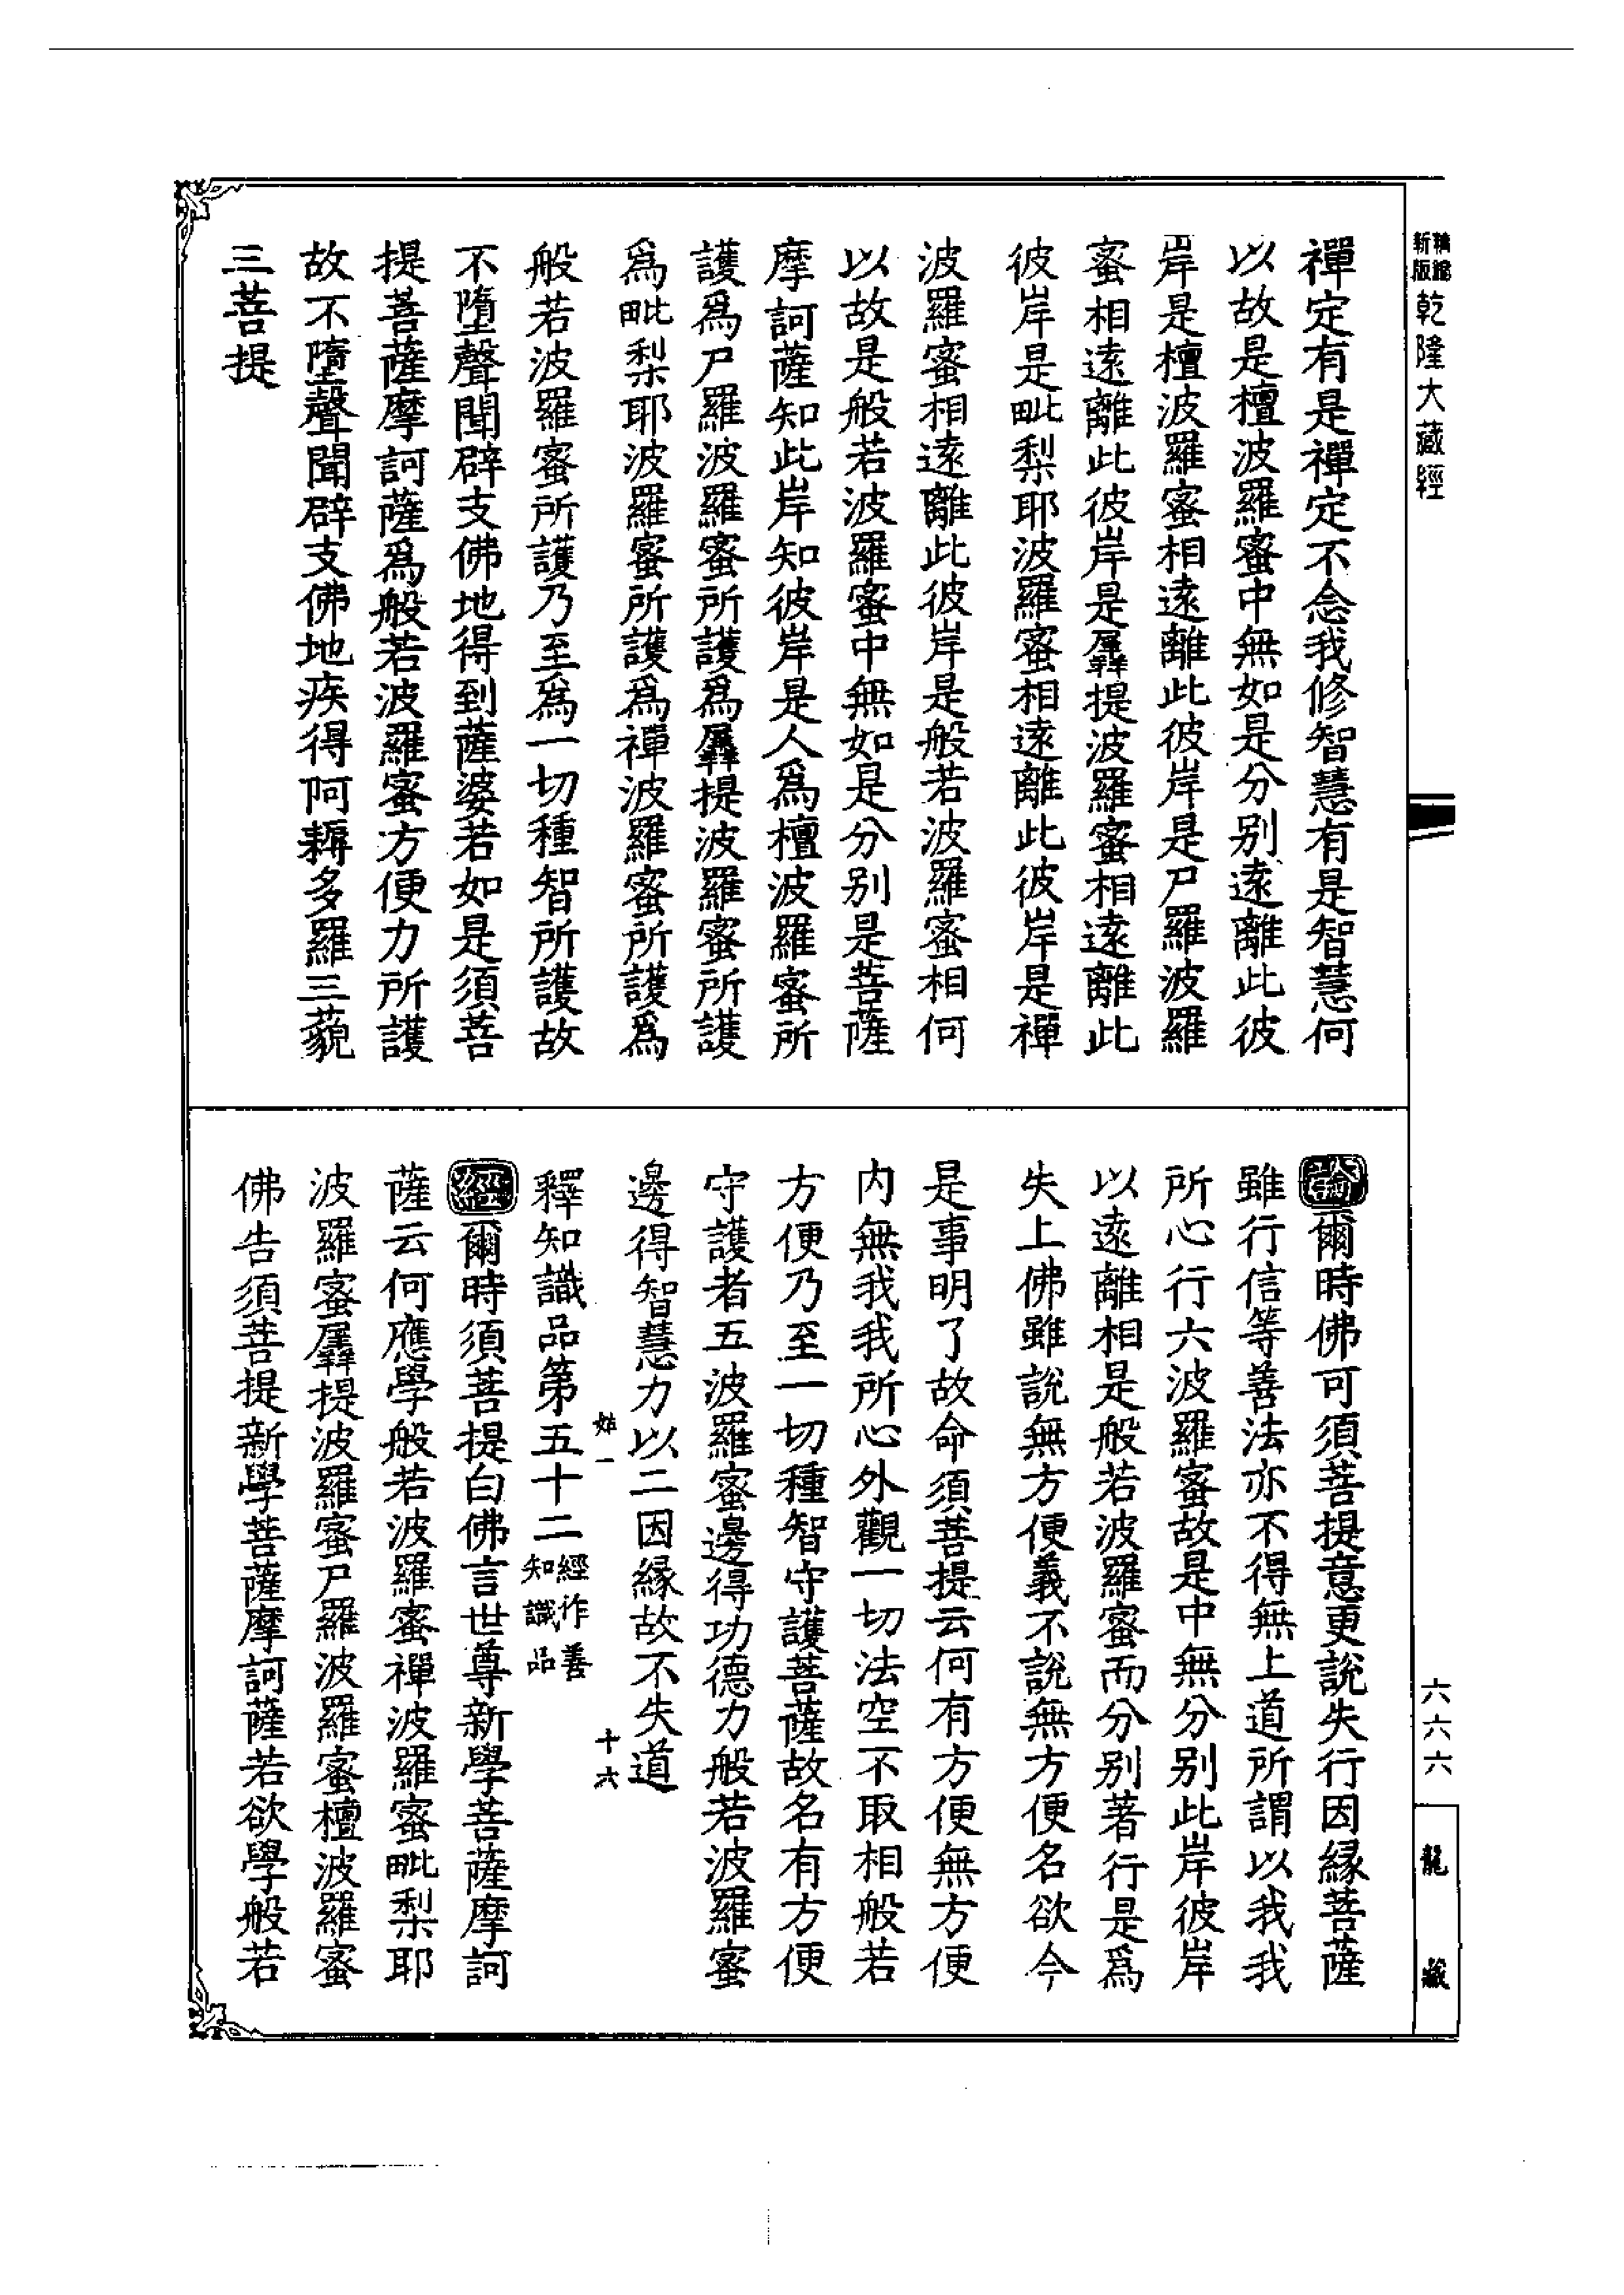 新版精縮乾隆大藏經
禪定有是禪定不念我修智慧有是智慧何
以故是檀波羅蜜中無如是分别遠離此彼
岸是檀波羅蜜相遠離此彼岸是尸羅波羅
蜜相遠離此彼岸是羼提波羅蜜相遠離此
彼岸是毗梨耶波羅蜜相遠離此彼岸是禪
波羅蜜相遠離此彼岸是般若波羅蜜相何
以故是般若波羅蜜中無如是分别是菩薩
摩訶薩知此岸知彼岸是人爲檀波羅蜜所
護爲尸羅波羅蜜所護爲羼提波羅蜜所護
爲毗梨耶波羅蜜所護爲禪波羅蜜所護爲
般若波羅蜜所護乃至爲一切種智所護故
不墮聲聞辟支佛地得到薩婆若如是須菩
提菩薩摩訶薩爲般若波羅蜜方便力所護
故不墮聲聞辟支佛地疾得阿耨多羅三藐
三菩提
論爾時佛可須菩提意更說失行因緣菩薩
雖行信等善法亦不得無上道所謂以我我
所心行六波羅蜜故是中無分别此岸彼岸
以遠離相是般若波羅蜜而分别著行是爲
失上佛雖說無方便義不說無方便名欲今
是事明了故命須菩提云何有方便無方便
内無我我所心外觀一切法空不取相般若
方便乃至一切種智守護菩薩故名有方便
守護者五波羅蜜邊得功德力般若波羅蜜
邊得智慧力以二因緣故不失道
姑一
十六
釋知識品第五十二經作善知識品
經爾時須菩提白佛言世尊新學菩薩摩訶
薩云何應學般若波羅蜜禪波羅蜜毗梨耶
波羅蜜羼提波羅蜜尸羅波羅蜜檀波羅蜜
佛告須菩提新學菩薩摩訶薩若欲學般若
六六六
龍藏